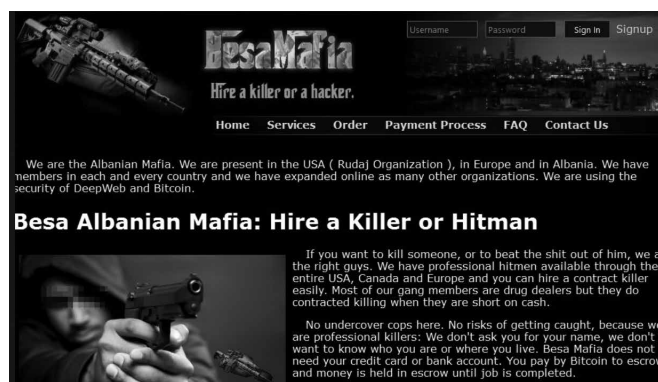 Username Password Sign In Signup
BesaMafia
Hire a killer or a hacker.
Home Services Order Payment Process FAQ Contact Us
We are the Albanian Mafia. We are present in the USA ( Rudaj Organization ), in Europe and in Albania. We have
members in each and every country and we have expanded online as many other organizations. We are using the
security of DeepWeb and Bitcoin.
Besa Albanian Mafia: Hire a Killer or Hitman
If you want to kill someone, or to beat the shit out of him, we a
the right guys. We have professional hitmen available through the
entire USA, Canada and Europe and you can hire a contract killer
easily. Most of our gang members are drug dealers but they do
contracted killing when they are short on cash.
No undercover cops here. No risks of getting caught, because we
are professional killers: We don't ask you for your name, we don't
want to know who you are or where you live. Besa Mafia does not
need your credit card or bank account. You pay by Bitcoin to escrow
and money is held in escrow until job is completed.